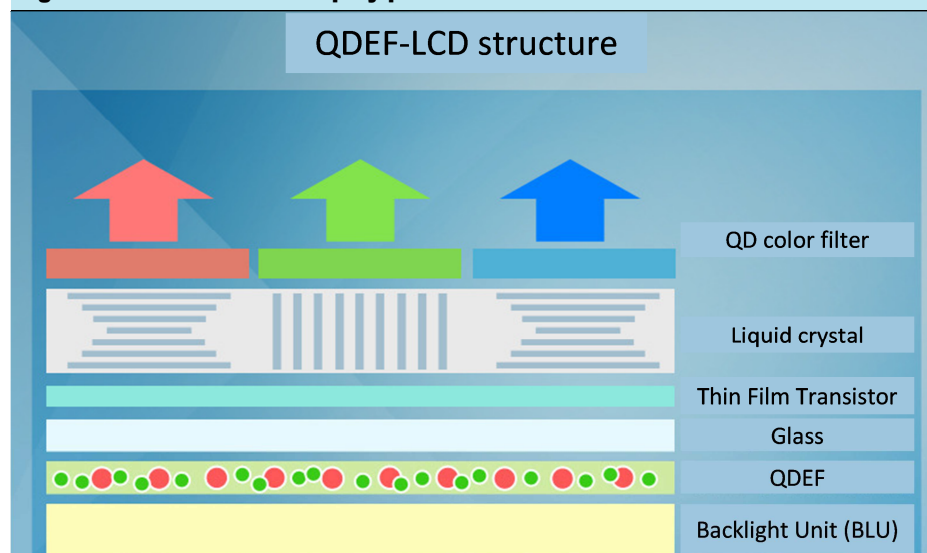 QDEF-LCD structure
QD color filter
Liquid crystal
Thin Film Transistor
Glass
QDEF
Backlight Unit (BLU)